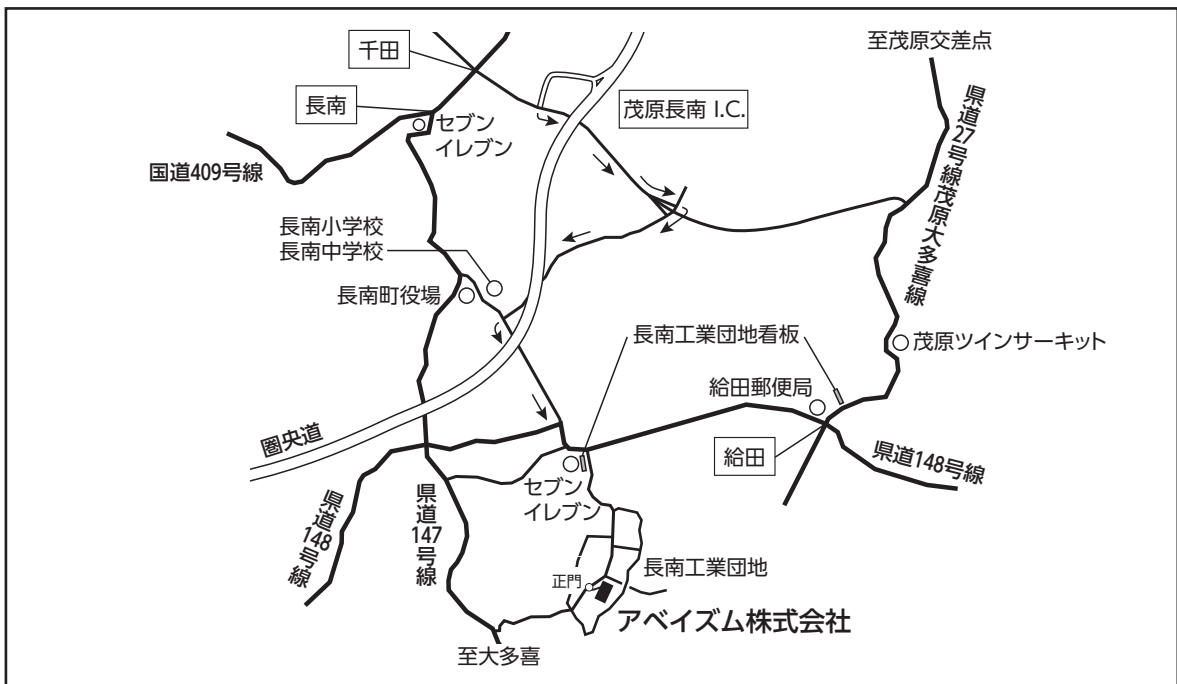 至茂原交差点
千田
長南
茂原長南 I.C.
セブン
イレブン
国道409号線
県道27号線茂原大多喜線
長南小学校
長南中学校
長南町役場
長南工業団地看板
茂原ツインサーキット
給田郵便局
圏央道
給田
県道148号線
セブン
イレブン
県道
148
号線
県道
147
号線
長南工業団地
正門
アベイズム株式会社
至大多喜